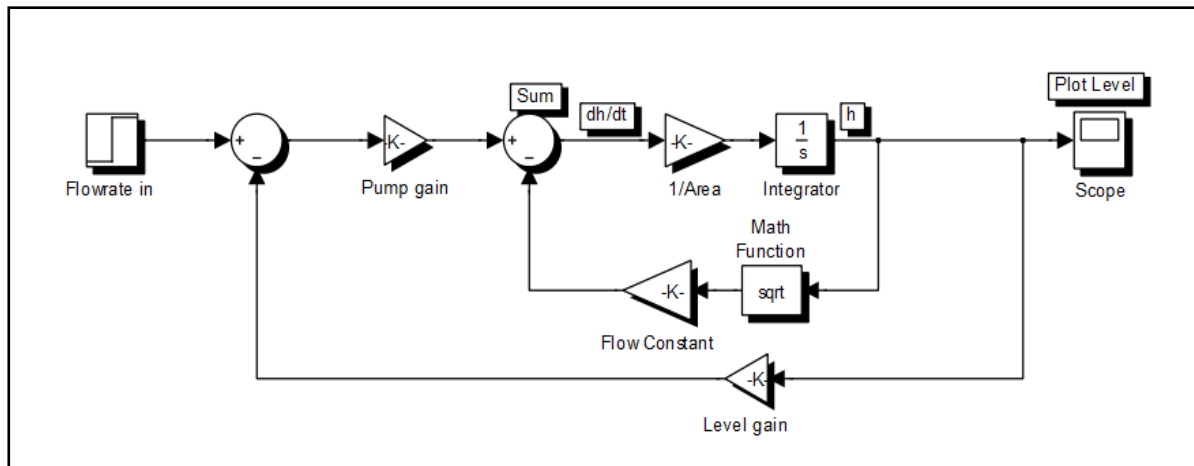 Plot Level
Sum
dh/dt
h
+
−
-K-
+
−
-K-
1
s
Flowrate in
Pump gain
1/Area
Integrator
Scope
Math
Function
-K-
sqrt
Flow Constant
-K-
Level gain